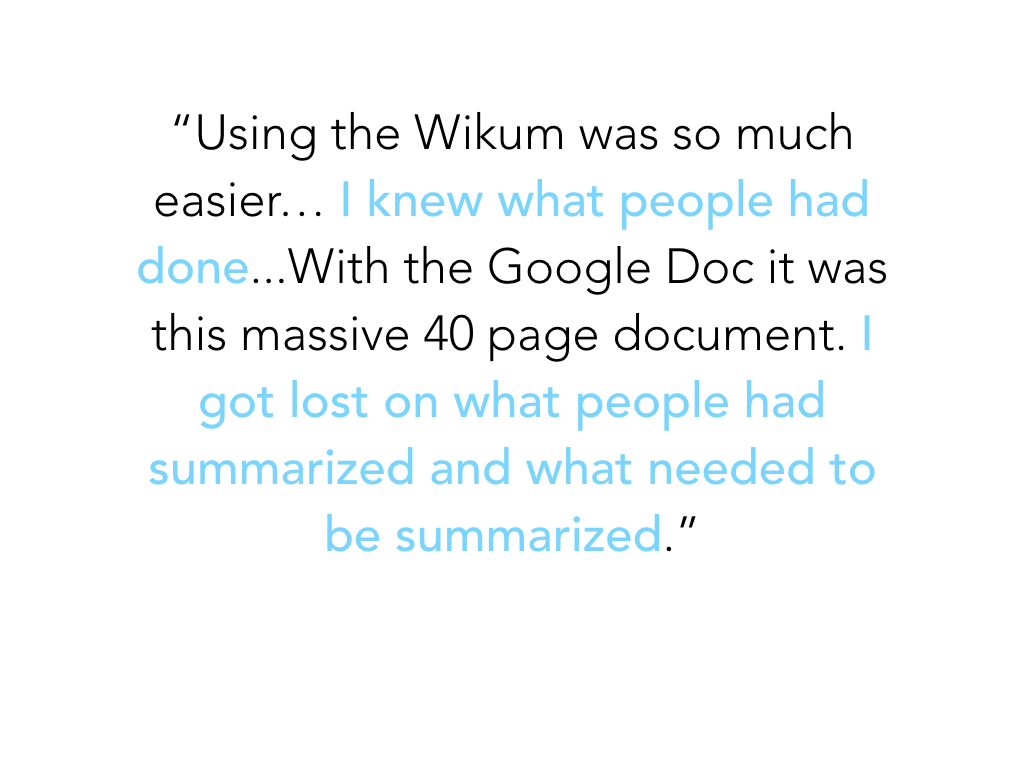 “Using the Wikum was so much
easier… I knew what people had
done...With the Google Doc it was
this massive 40 page document. I
got lost on what people had
summarized and what needed to
be summarized.”